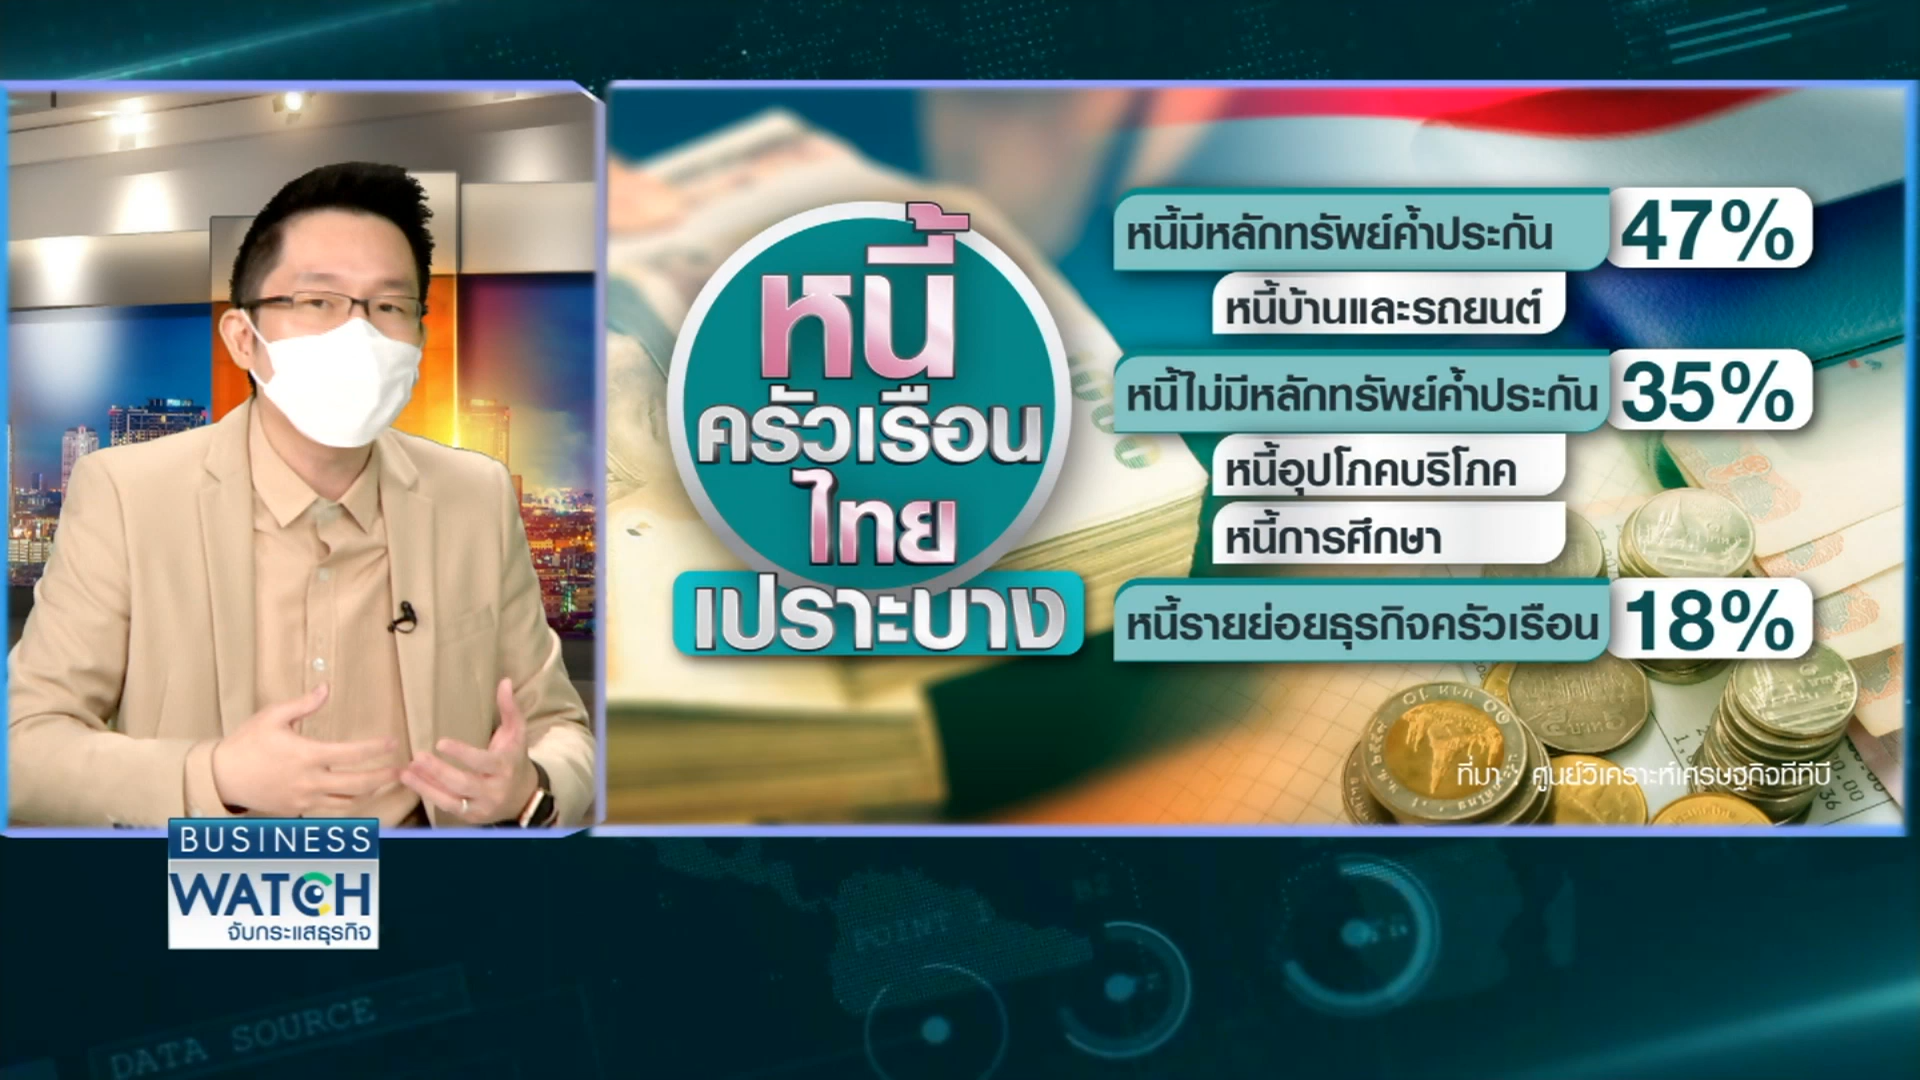 หนี้
ครัวเรือน
ไทย
เปราะบาง
หนี้มีหลักทรัพย์ค้ำประกัน 47%
หนี้บ้านและรถยนต์
หนี้ไม่มีหลักทรัพย์ค้ำประกัน 35%
หนี้อุปโภคบริโภค
หนี้การศึกษา
หนี้รายย่อยธุรกิจครัวเรือน 18%
ที่มา : ศูนย์วิเคราะห์เศรษฐกิจทีทีบี
BUSINESS
WATCH
จับกระแสธุรกิจ
POINT
DATA SOURCE